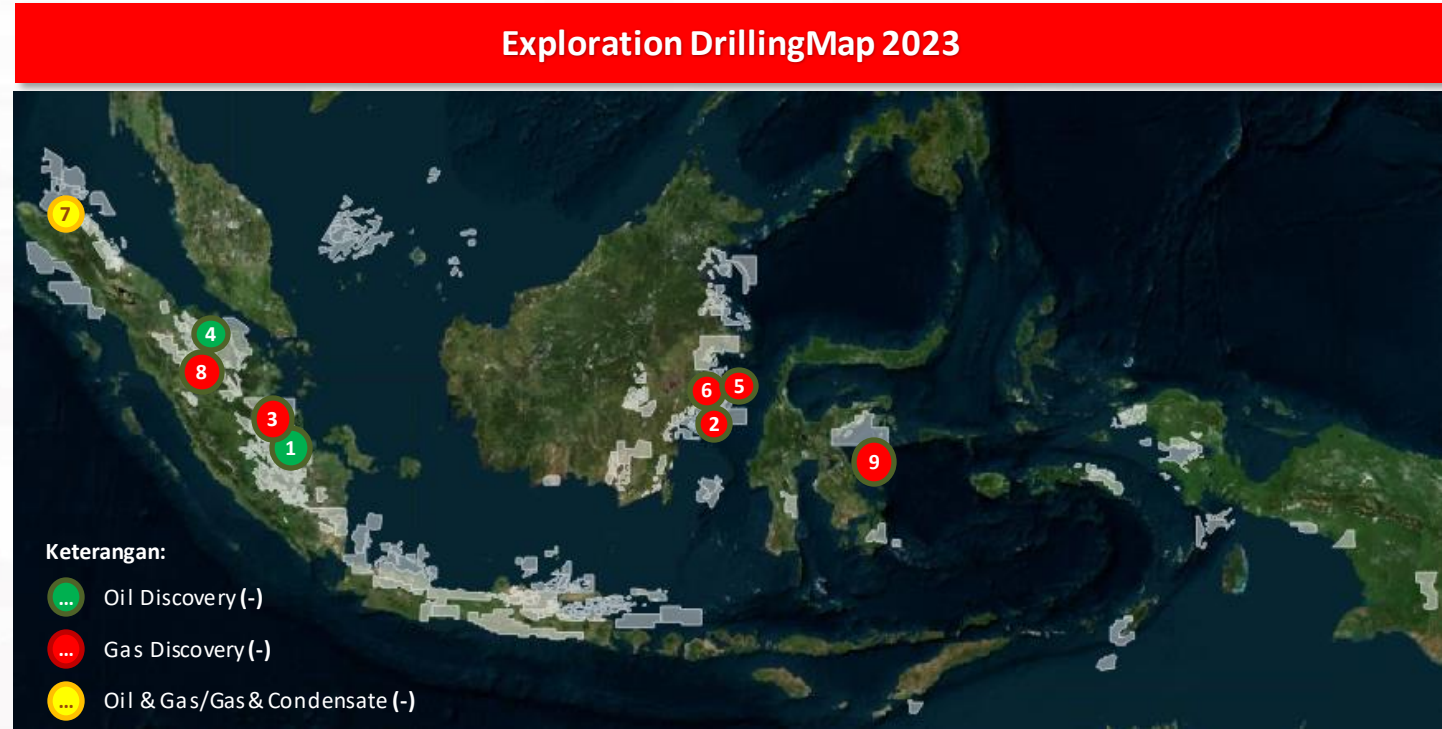 Exploration DrillingMap 2023
7
4
8
3
1
6
5
2
9
Keterangan:
... Oil Discovery (-)
... Gas Discovery (-)
... Oil & Gas/Gas & Condensate (-)